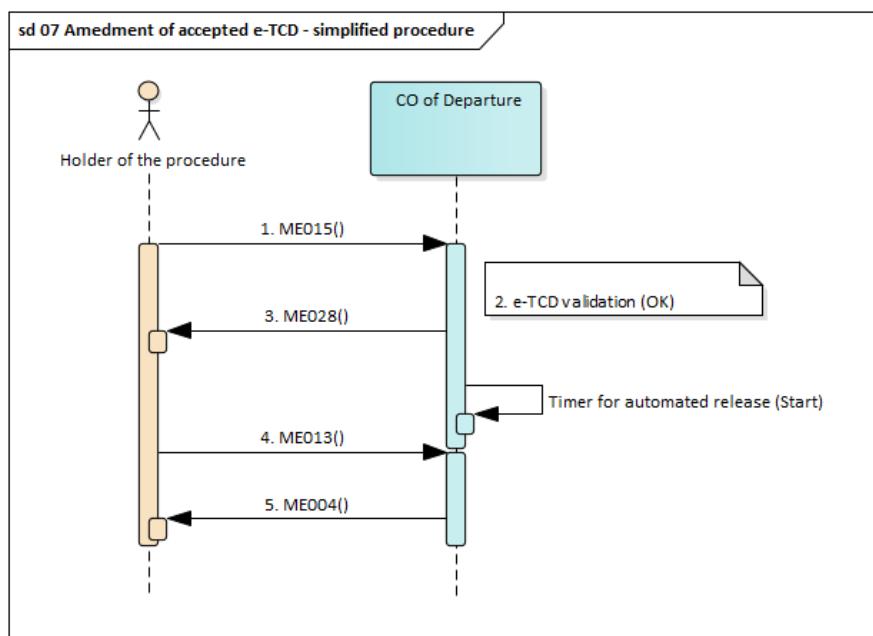 sd 07 Amedment of accepted e-TCD - simplified procedure
CO of Departure
Holder of the procedure
1. ME015()
2. e-TCD validation (OK)
3. ME028()
Timer for automated release (Start)
4. ME013()
5. ME004()